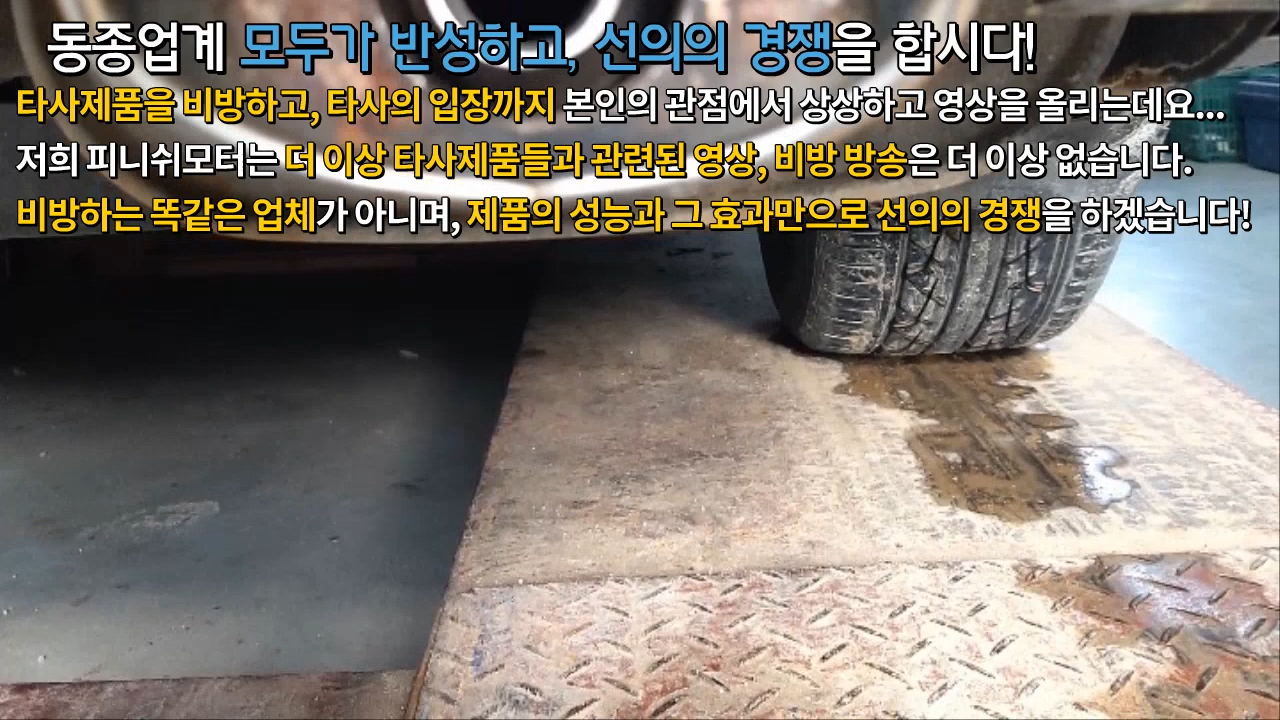 동종업계 모두가 반성하고, 선의의 경쟁을 합시다!
타사제품을 비방하고, 타사의 입장까지 본인의 관점에서 상상하고 영상을 올리는데요...
저희 피니쉬모터는 더 이상 타사제품들과 관련된 영상, 비방 방송은 더 이상 없습니다.
비방하는 똑같은 업체가 아니며, 제품의 성능과 그 효과만으로 선의의 경쟁을 하겠습니다!